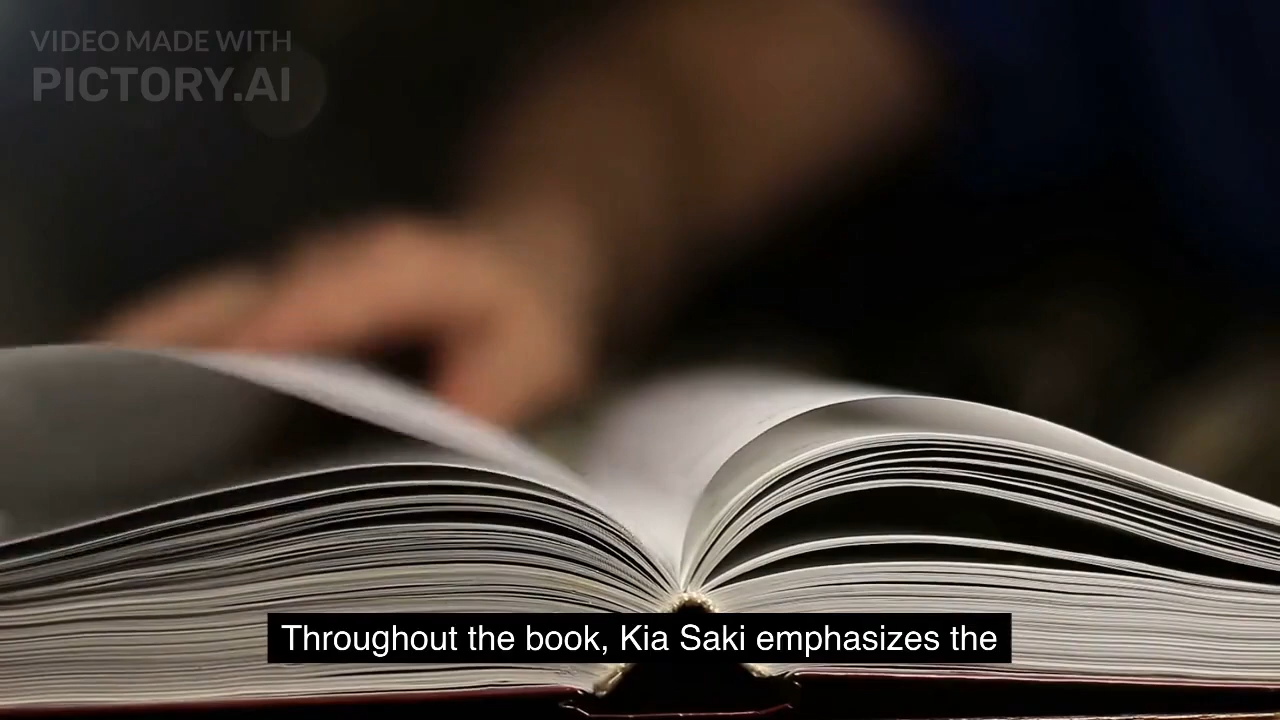 VIDEO MADE WITH
PICTORY.AI
Throughout the book, Kia Saki emphasizes the